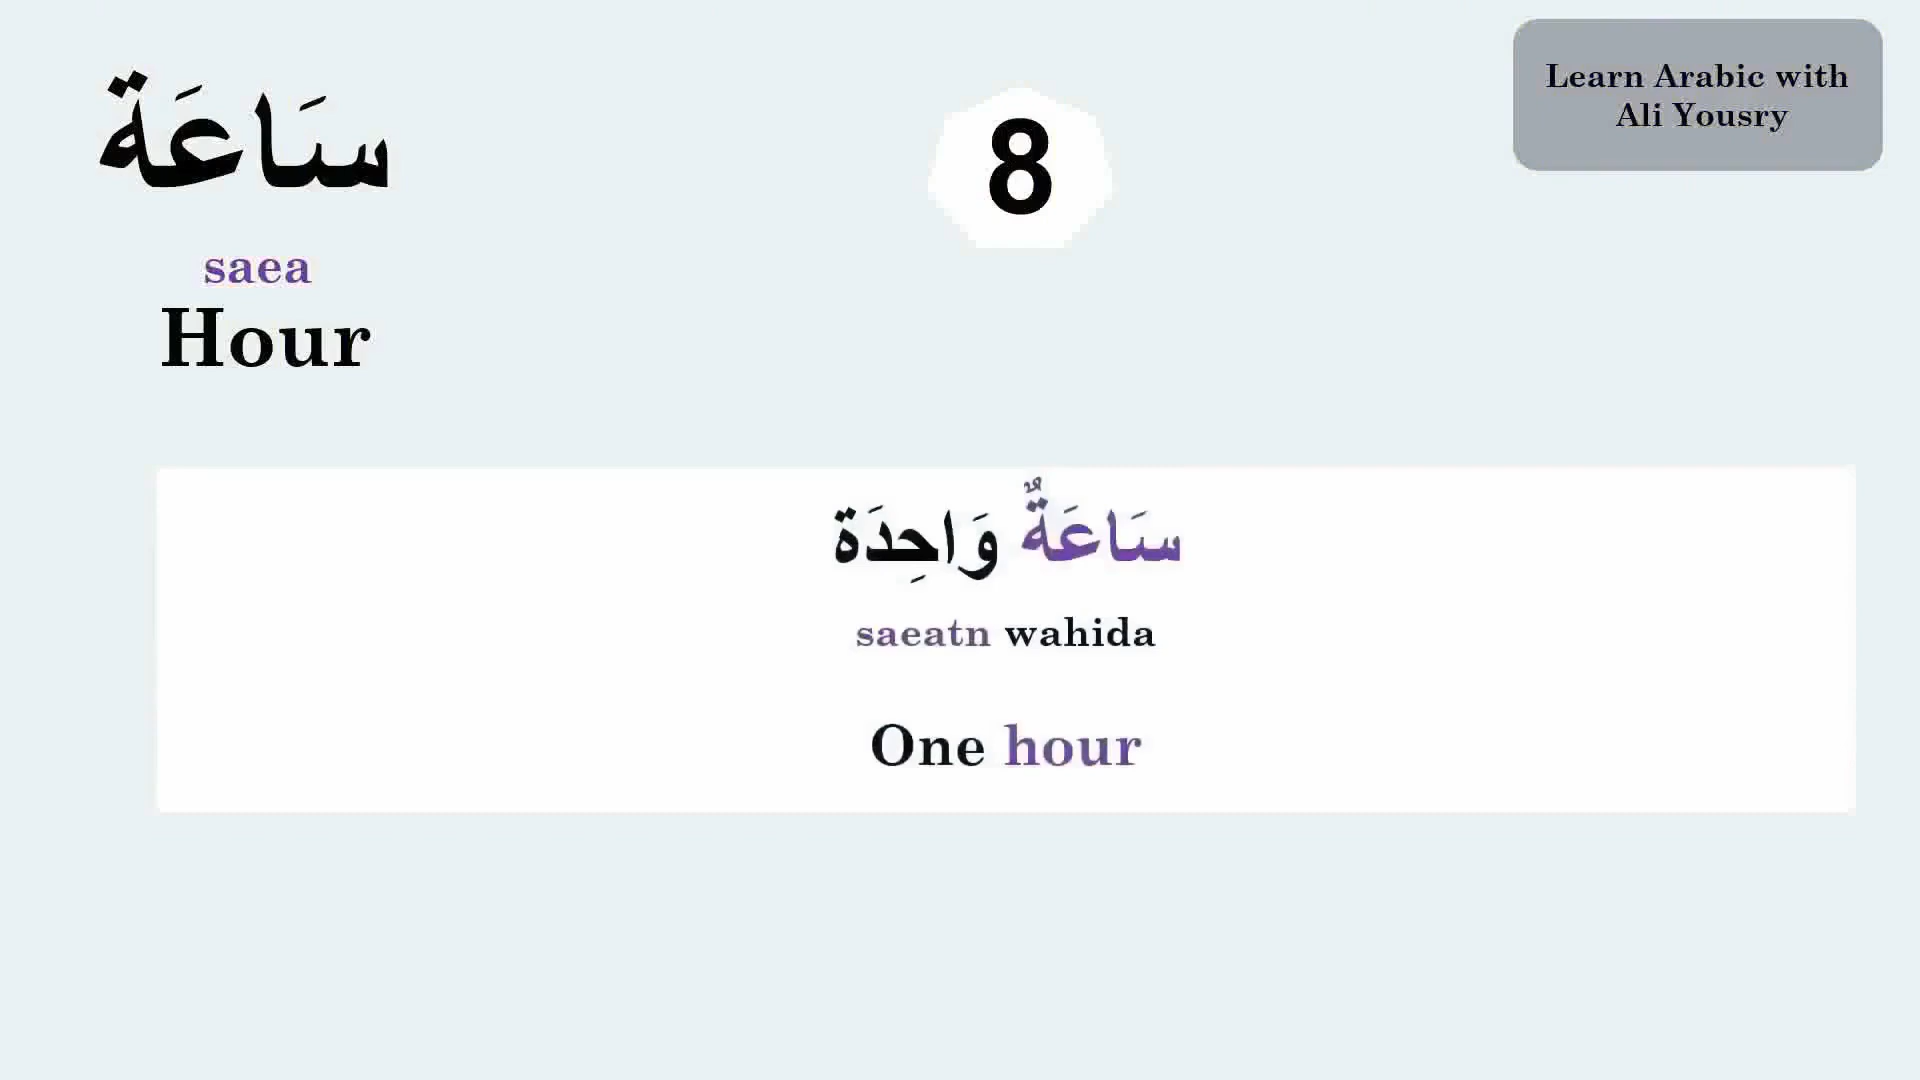 سَاعَة
saea
Hour
8
Learn Arabic with
Ali Yousry
سَاعَةٌ وَاحِدَة
saeatn wahida
One hour